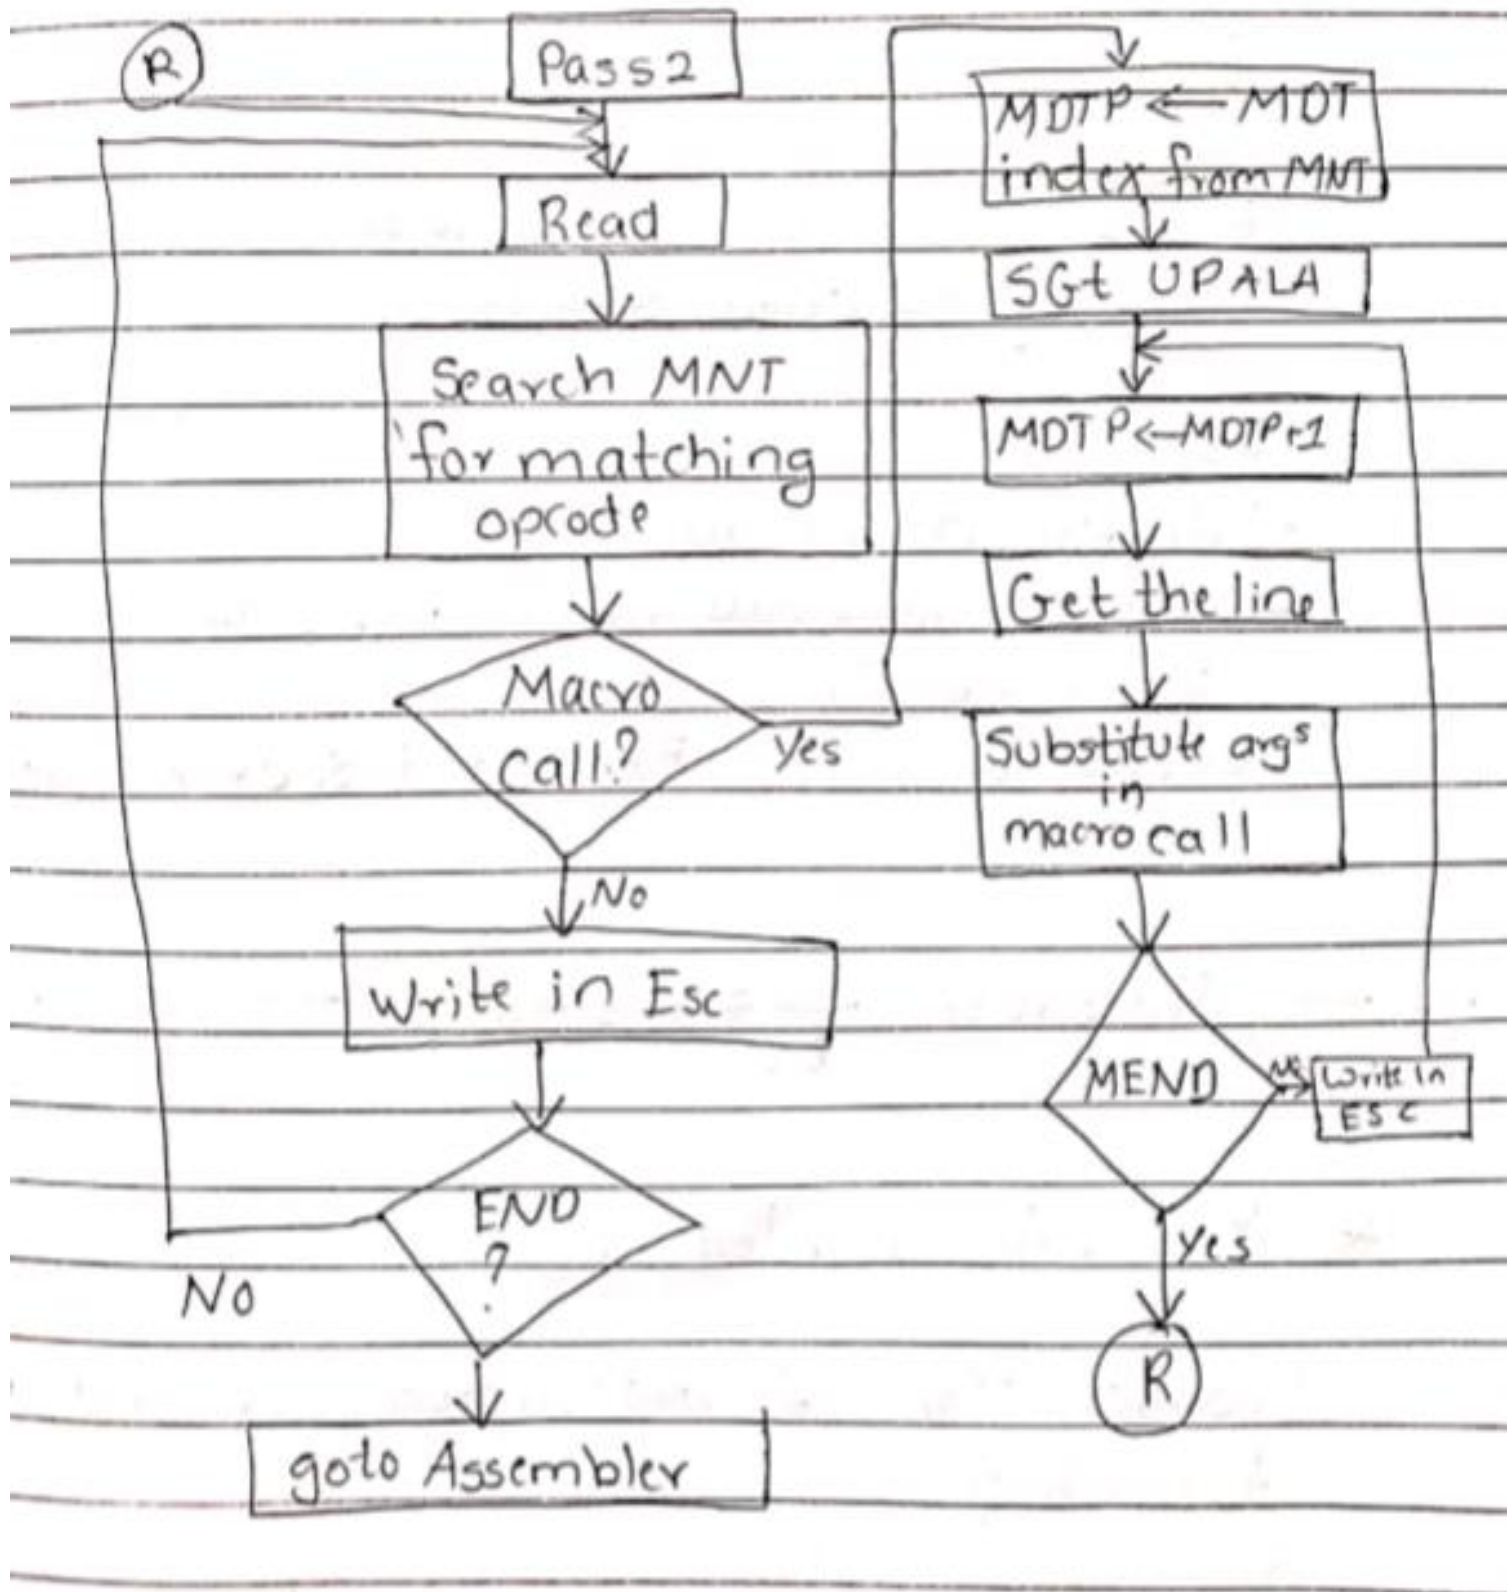 R
Pass2
Read
Search MNT
for matching
opcode
Macro
call?
Yes
No
Write in Esc
END
?
No
goto Assembler
MDTP ← MDT
index from MNT
SGt UPALA
MDTP←MDTP+1
Get the line
Substitute args
in
macro call
MEND
No
Write in
ESC
Yes
R